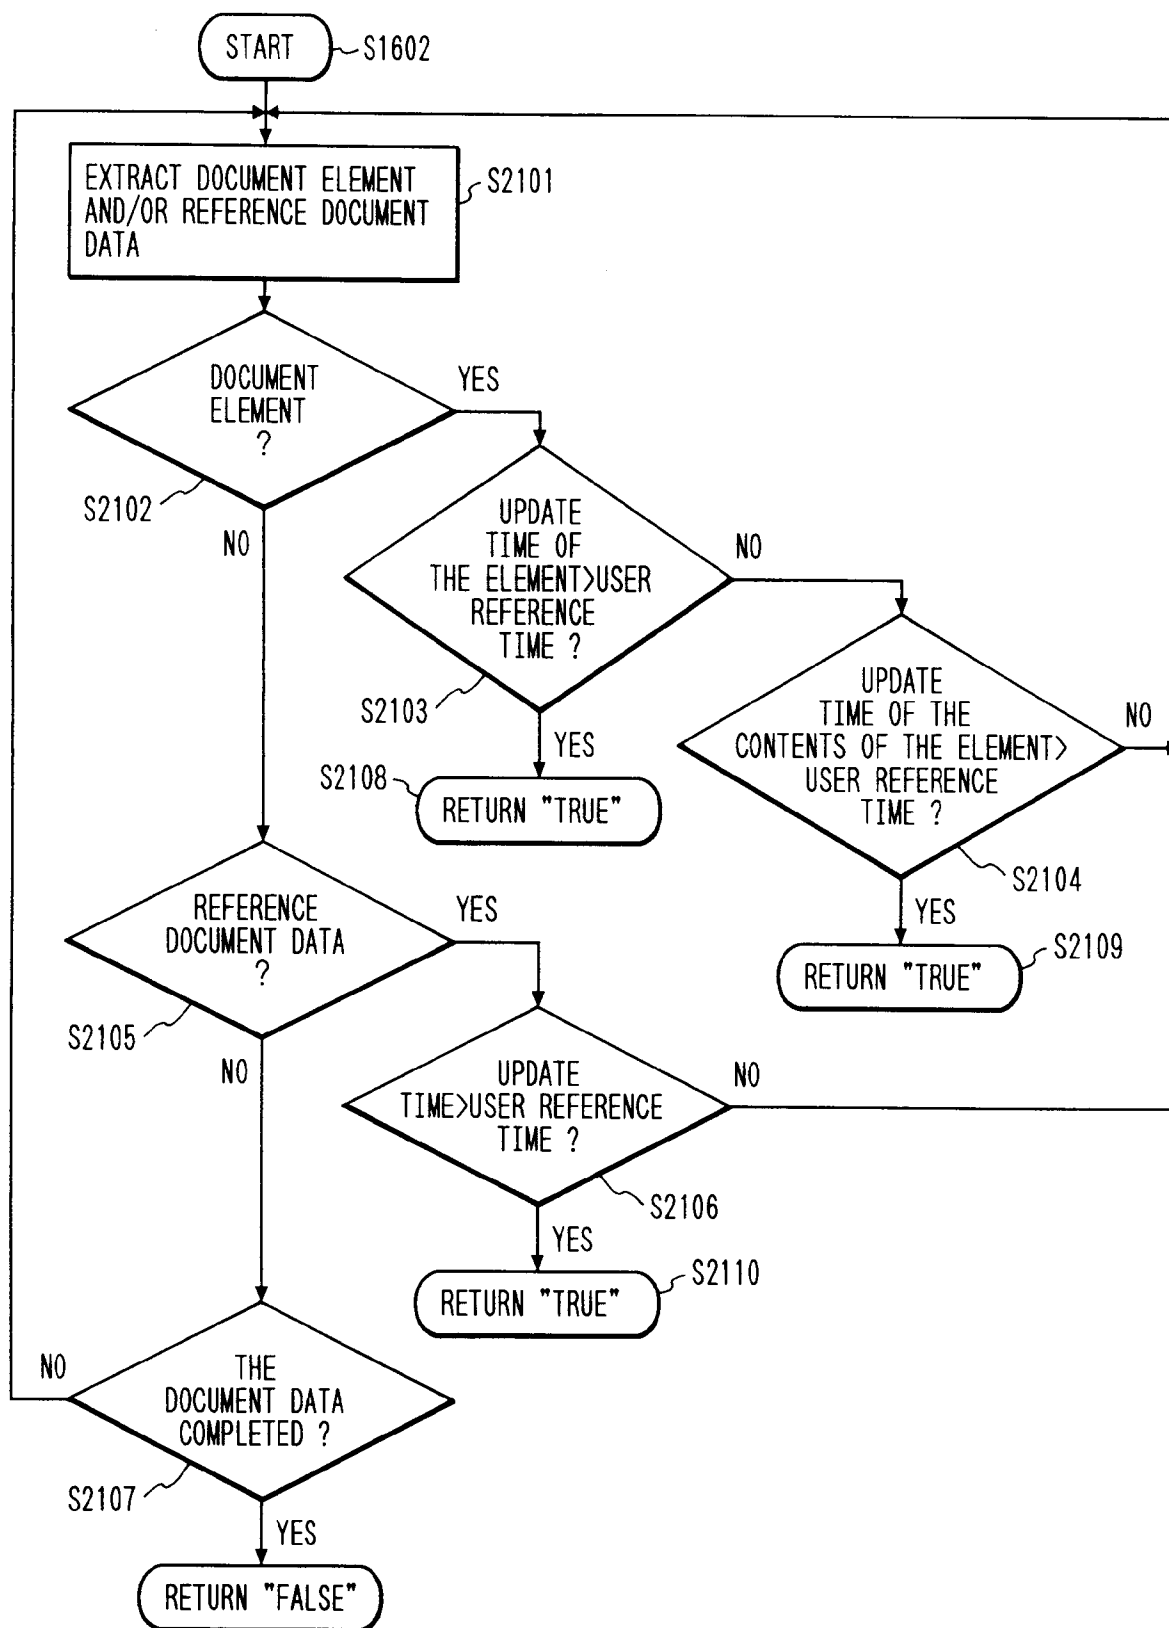 START
S1602
EXTRACT DOCUMENT ELEMENT
AND/OR REFERENCE DOCUMENT
DATA
S2101
DOCUMENT
ELEMENT
?
YES
S2102
NO
UPDATE
TIME OF
THE ELEMENT>USER
REFERENCE
TIME ?
NO
S2103
YES
S2108
RETURN "TRUE"
UPDATE
TIME OF THE
CONTENTS OF THE ELEMENT>
USER REFERENCE
TIME ?
NO
S2104
YES
S2109
RETURN "TRUE"
REFERENCE
DOCUMENT DATA
?
YES
S2105
NO
UPDATE
TIME>USER REFERENCE
TIME ?
NO
S2106
YES
S2110
RETURN "TRUE"
NO
THE
DOCUMENT DATA
COMPLETED ?
S2107
YES
RETURN "FALSE"